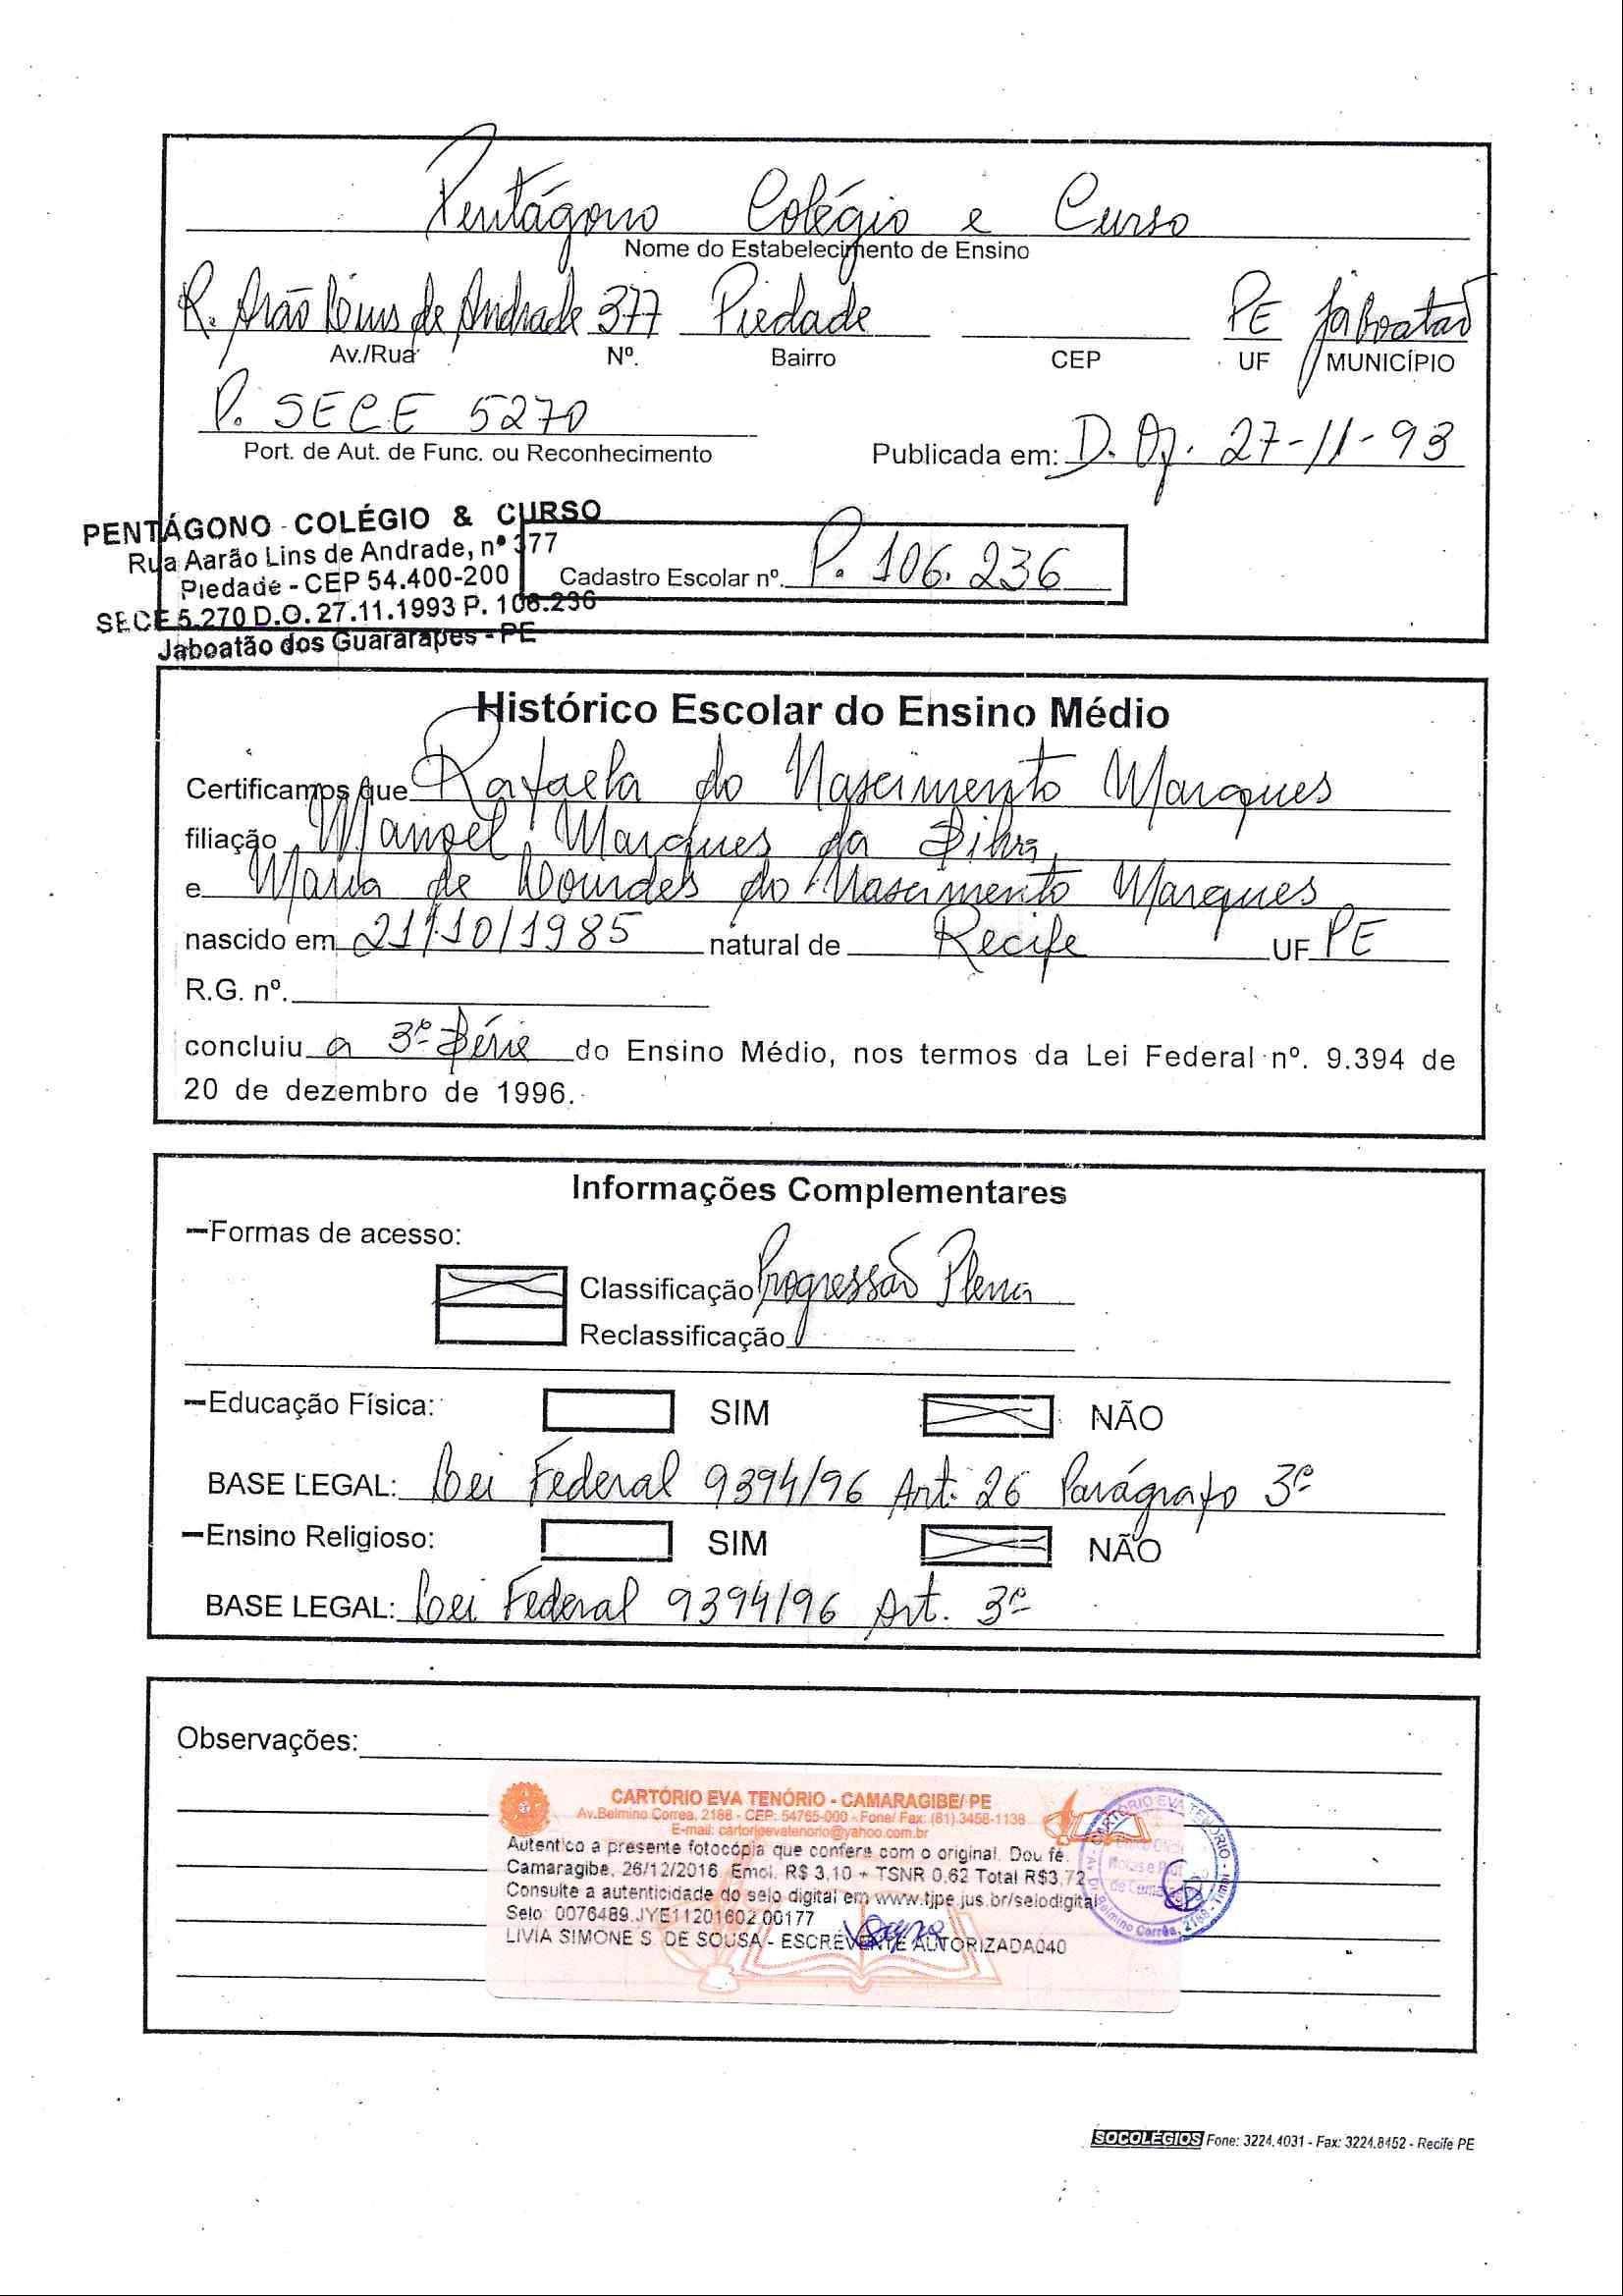 Pentágono Colégio e Curso
Nome do Estabelecimento de Ensino
R. Arão Lins de Andrade 377 Piedade PE Jaboatão
Av./Rua Nº. Bairro CEP UF MUNICÍPIO
P. SECE 5270
Port. de Aut. de Func. ou Reconhecimento Publicada em: D. Of. 27-11-93
PENTÁGONO - COLÉGIO & CURSO
Rua Aarão Lins de Andrade, nº 377
Piedade - CEP 54.400-200
SECE 5.270 D.O. 27.11.1993 P. 106.236
Jaboatão dos Guararapes - PE
Cadastro Escolar nº. P. 106.236
Histórico Escolar do Ensino Médio
Certificamos que Rafaela do Nascimento Marques
filiação Manoel Marques da Silva
e Maria de Lourdes do Nascimento Marques
nascido em 21/10/1985 natural de Recife UF PE
R.G. nº.
concluiu a 3ª Série do Ensino Médio, nos termos da Lei Federal nº. 9.394 de
20 de dezembro de 1996.
Informações Complementares
–Formas de acesso:
Classificação Progressão Plena
Reclassificação
–Educação Física: SIM NÃO
BASE LEGAL: Lei Federal 9394/96 Art. 26 Parágrafo 3º
–Ensino Religioso: SIM NÃO
BASE LEGAL: Lei Federal 9394/96 Art. 3º
Observações:
CARTÓRIO EVA TENÓRIO - CAMARAGIBE/ PE
Av.Belmino Correa, 2188 - CEP: 54765-000 - Fone/ Fax: (81) 3458-1138
E-mail: cartorioevatenorio@yahoo.com.br
Autentico a presente fotocópia que confere com o original. Dou fé.
Camaragibe, 26/12/2016 Emol. R$ 3,10 + TSNR 0.62 Total R$3,72
Consulte a autenticidade do selo digital em www.tjpe.jus.br/selodigital
Selo: 0076489.JYE11201602.00177
LIVIA SIMONE S DE SOUSA - ESCREVENTE AUTORIZADA040
CARTÓRIO EVA TENÓRIO
SOCOLÉGIOS Fone: 3224.4031 - Fax: 3224.8452 - Recife PE